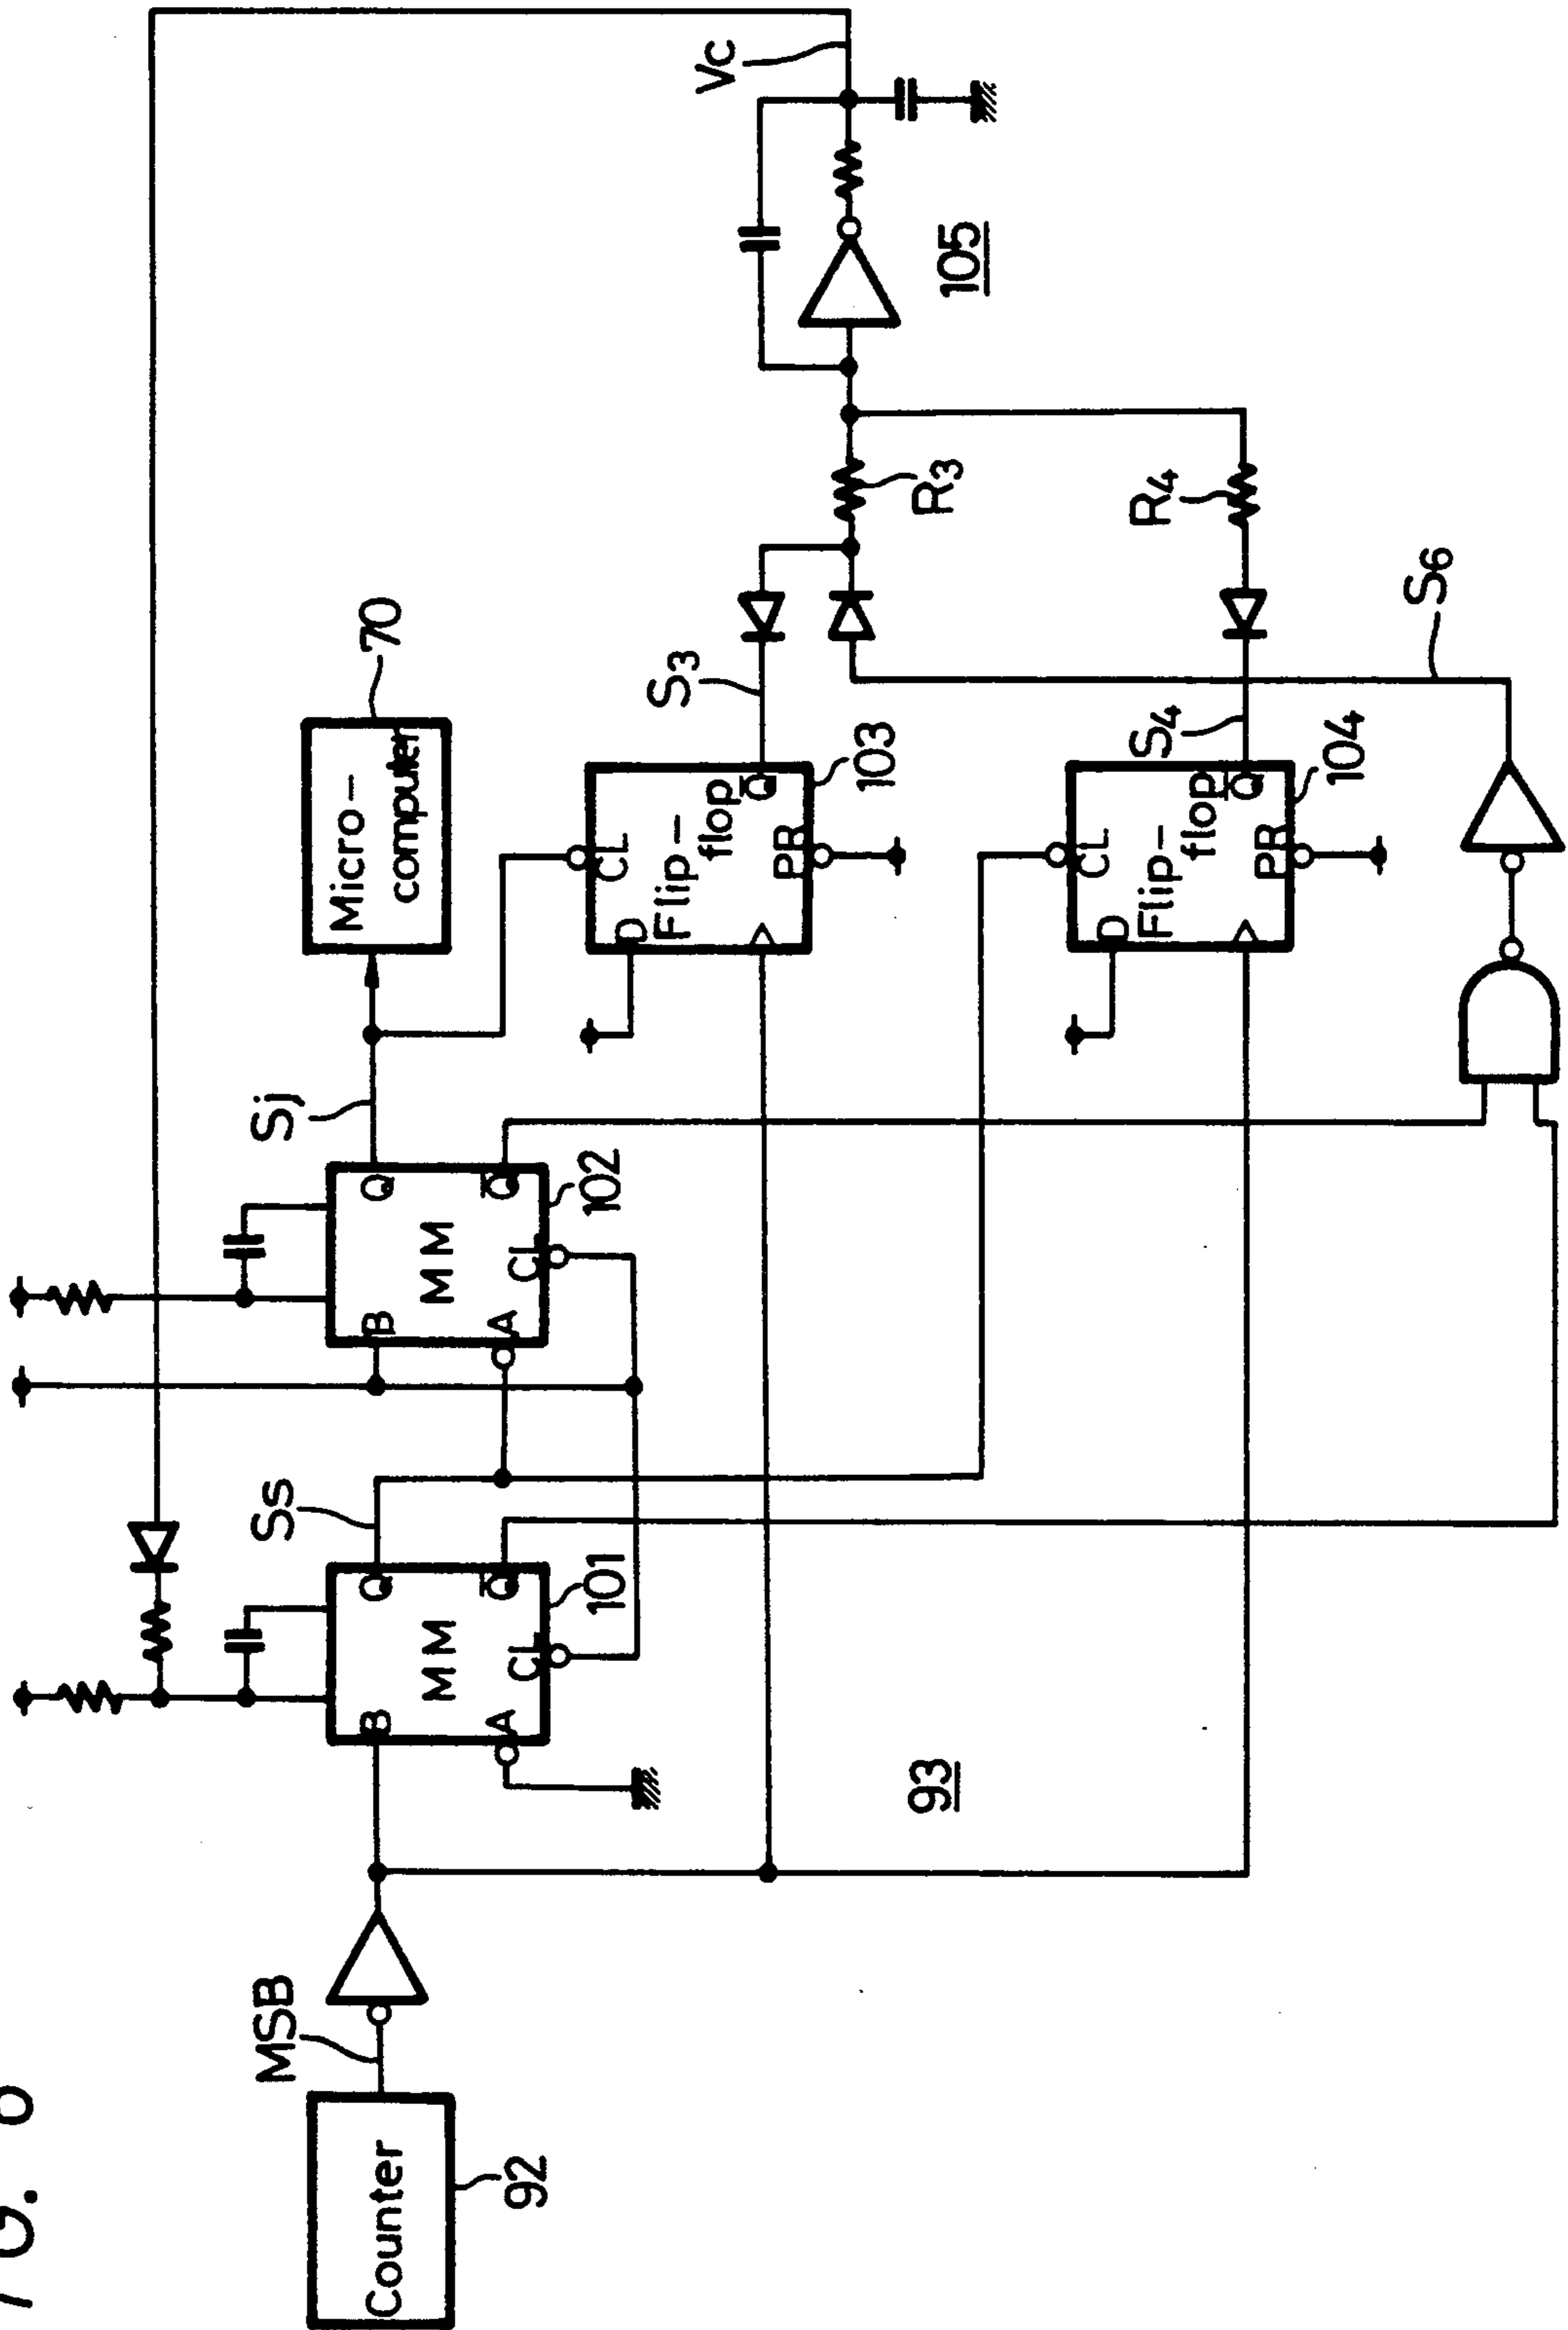 Counter
92
MSB
93
B
A
MM
CL
Q
Q̅
101
Ss
B
A
MM
CL
Q
Q̅
102
Sj
Micro-
computer
70
D
CL
Flip-
flop
PR
Q̅
103
S3
D
CL
Flip-
flop
PR
Q̅
104
S4
S6
R3
R4
105
Vc